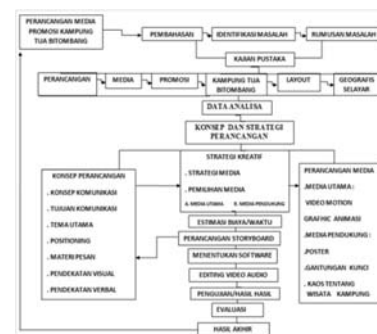 PERANCANGAN MEDIA
PROMOSI KAMPUNG
TUA BITOMBANG
PEMBAHASAN
IDENTIFIKASI MASALAH
RUMUSAN MASALAH
KAJIAN PUSTAKA
PERANCANGAN
MEDIA
PROMOSI
KAMPUNG TUA
BITOMBANG
LAYOUT
GEOGRAFIS
SELAYAR
DATA ANALISA
KONSEP DAN STRATEGI
PERANCANGAN
KONSEP PERANCANGAN
. KONSEP KOMUNIKASI
. TUJUAN KOMUNIKASI
. TEMA UTAMA
. POSITIONING
. MATERI PESAN
. PENDEKATAN VISUAL
. PENDEKATAN VERBAL
STRATEGI KREATIF
. STRATEGI MEDIA
. PEMILIHAN MEDIA
A. MEDIA UTAMA B. MEDIA PENDUKUNG
ESTIMASI BIAYA/WAKTU
PERANCANGAN STORYBOARD
MENENTUKAN SOFTWARE
EDITING VIDEO AUDIO
PENGUJIAN/HASIL HASIL
EVALUASI
HASIL AKHIR
PERANCANGAN MEDIA
.MEDIA UTAMA :
VIDEO MOTION
GRAFHIC ANIMASI
.MEDIA PENDUKUNG :
.POSTER
.GANTUNGAN KUNCI
. KAOS TENTANG
WISATA KAMPUNG